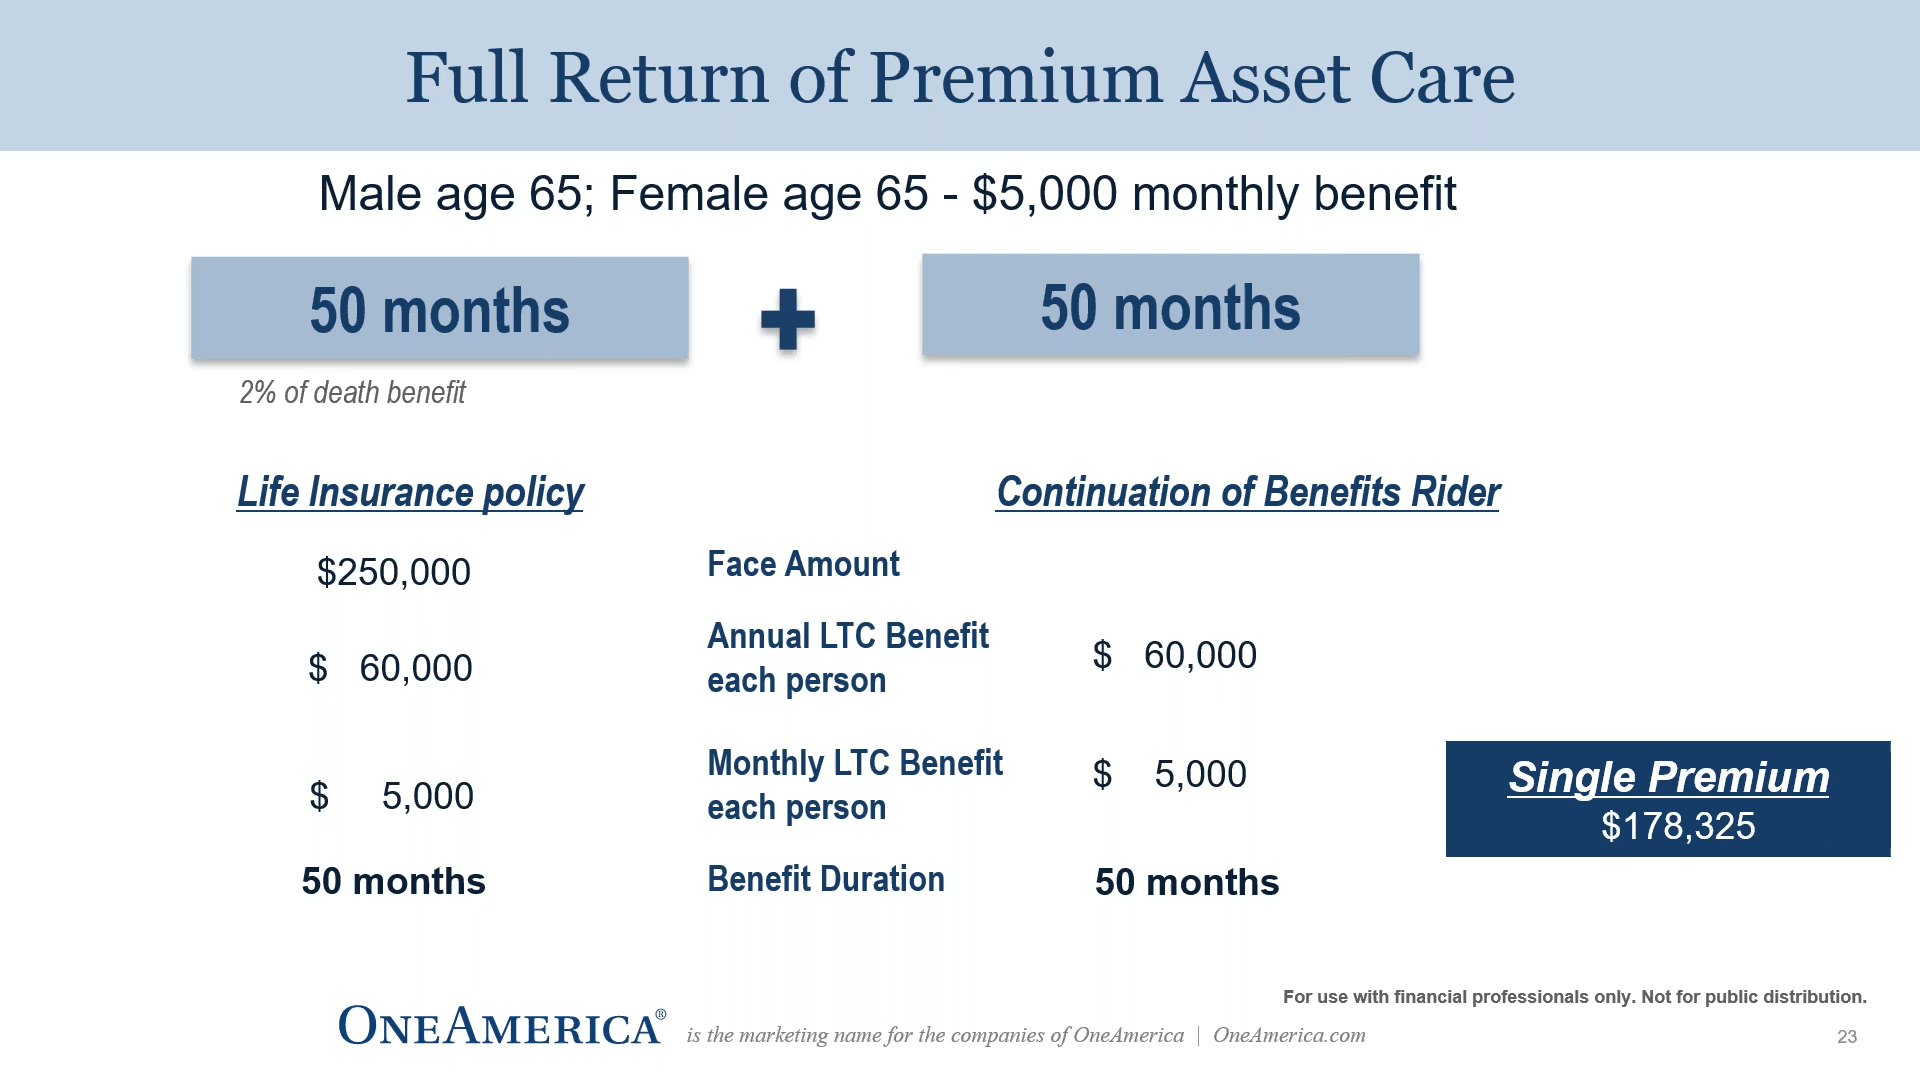 Full Return of Premium Asset Care
Male age 65; Female age 65 - $5,000 monthly benefit
50 months
50 months
2% of death benefit
Life Insurance policy
Continuation of Benefits Rider
$250,000
Face Amount
$ 60,000
Annual LTC Benefit
each person
$ 60,000
$ 5,000
Monthly LTC Benefit
each person
$ 5,000
Single Premium
$178,325
50 months
Benefit Duration
50 months
For use with financial professionals only. Not for public distribution.
ONEAMERICA® is the marketing name for the companies of OneAmerica | OneAmerica.com
23